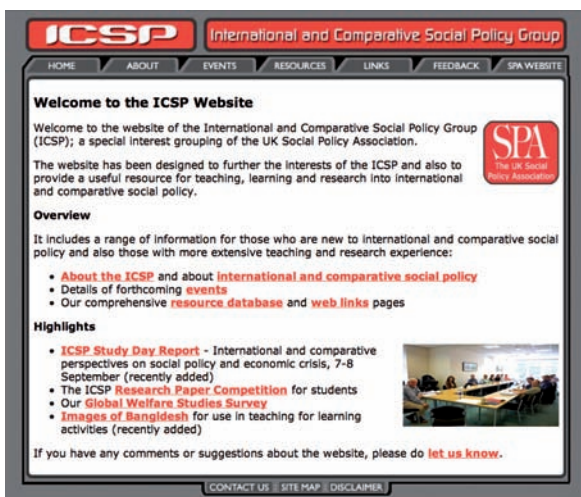 ICSP International and Comparative Social Policy Group
HOME ABOUT EVENTS RESOURCES LINKS FEEDBACK SPA WEBSITE
Welcome to the ICSP Website
Welcome to the website of the International and Comparative Social Policy Group
(ICSP); a special interest grouping of the UK Social Policy Association.
SPA
The UK Social
Policy Association
The website has been designed to further the interests of the ICSP and also to
provide a useful resource for teaching, learning and research into international
and comparative social policy.
Overview
It includes a range of information for those who are new to international and comparative social
policy and also those with more extensive teaching and research experience:
• About the ICSP and about international and comparative social policy
• Details of forthcoming events
• Our comprehensive resource database and web links pages
Highlights
• ICSP Study Day Report - International and comparative
perspectives on social policy and economic crisis, 7-8
September (recently added)
• The ICSP Research Paper Competition for students
• Our Global Welfare Studies Survey
• Images of Bangldesh for use in teaching for learning
activities (recently added)
If you have any comments or suggestions about the website, please do let us know.
CONTACT US SITE MAP DISCLAIMER